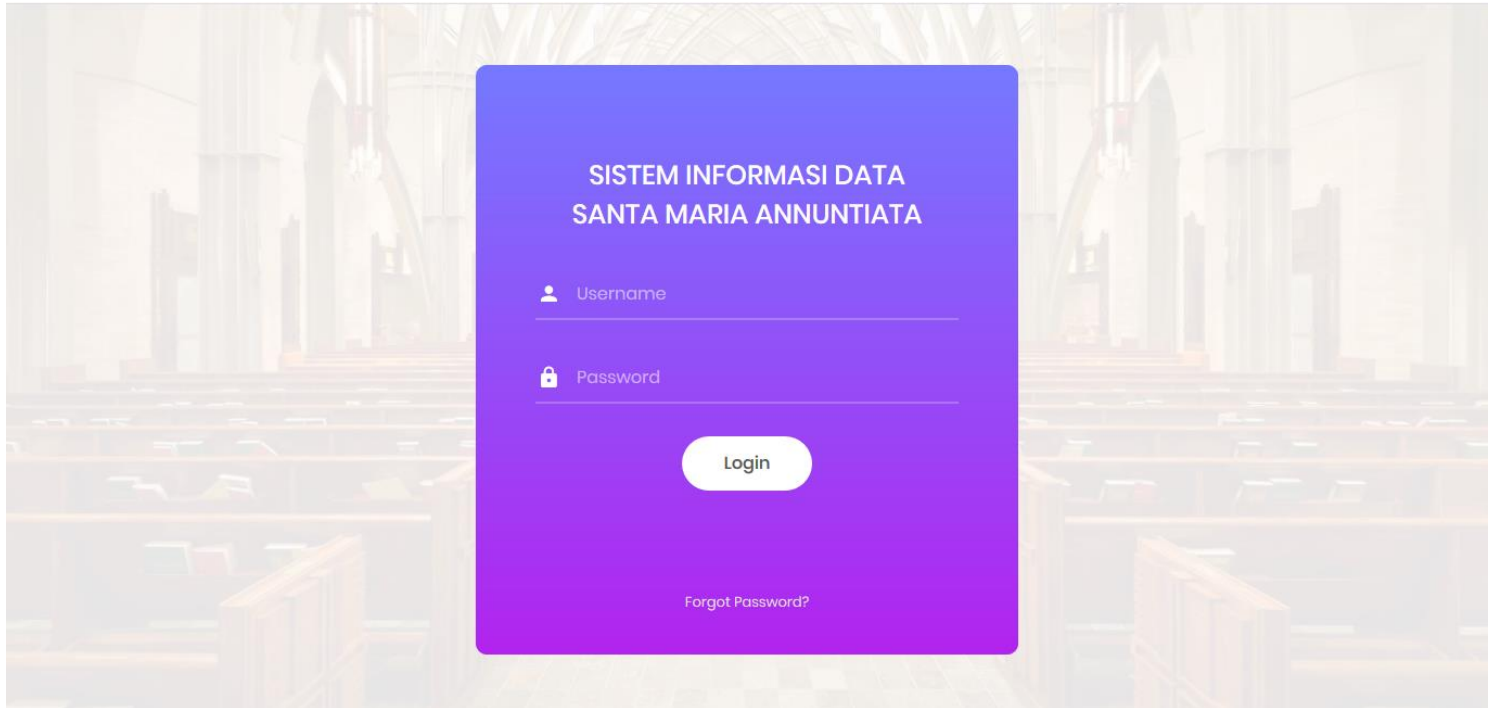 SISTEM INFORMASI DATA
SANTA MARIA ANNUNTIATA
Username
Password
Login
Forgot Password?